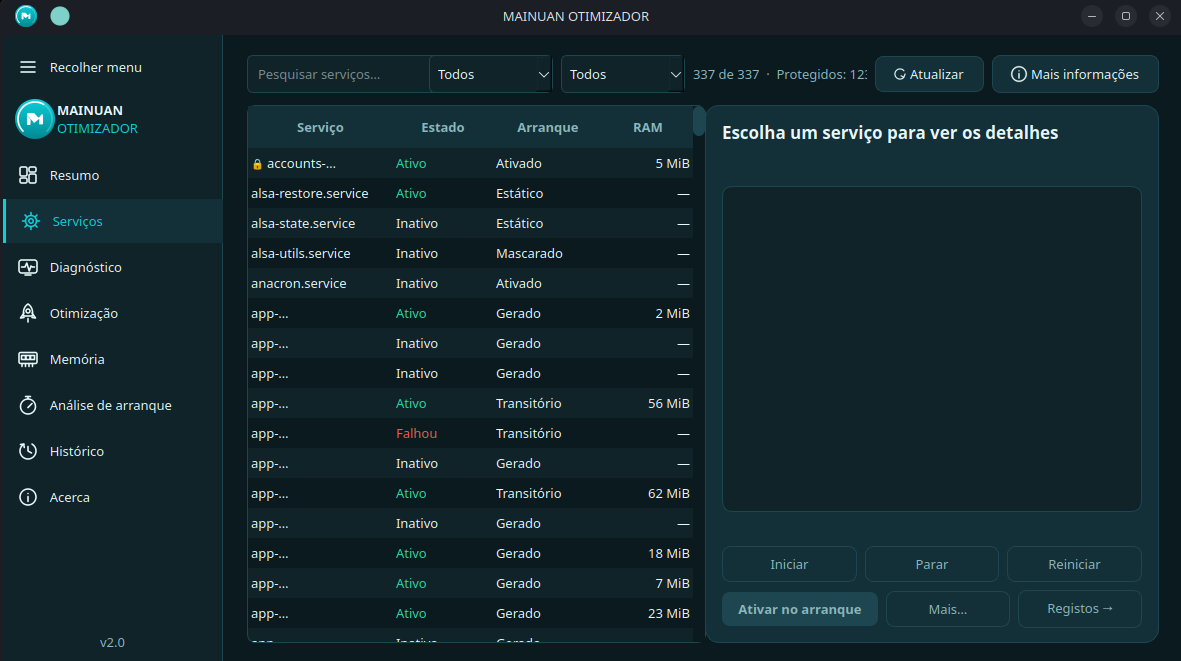 MAINUAN OTIMIZADOR
Recolher menu
MAINUAN
OTIMIZADOR
Resumo
Serviços
Diagnóstico
Otimização
Memória
Análise de arranque
Histórico
Acerca
v2.0
Pesquisar serviços... Todos Todos 337 de 337 · Protegidos: 123 Atualizar Mais informações
Serviço Estado Arranque RAM
accounts-... Ativo Ativado 5 MiB
alsa-restore.service Ativo Estático —
alsa-state.service Inativo Estático —
alsa-utils.service Inativo Mascarado —
anacron.service Inativo Ativado —
app-... Ativo Gerado 2 MiB
app-... Inativo Gerado —
app-... Inativo Gerado —
app-... Ativo Transitório 56 MiB
app-... Falhou Transitório —
app-... Inativo Gerado —
app-... Ativo Transitório 62 MiB
app-... Inativo Gerado —
app-... Ativo Gerado 18 MiB
app-... Ativo Gerado 7 MiB
app-... Ativo Gerado 23 MiB
Escolha um serviço para ver os detalhes
Iniciar Parar Reiniciar
Ativar no arranque Mais... Registos →